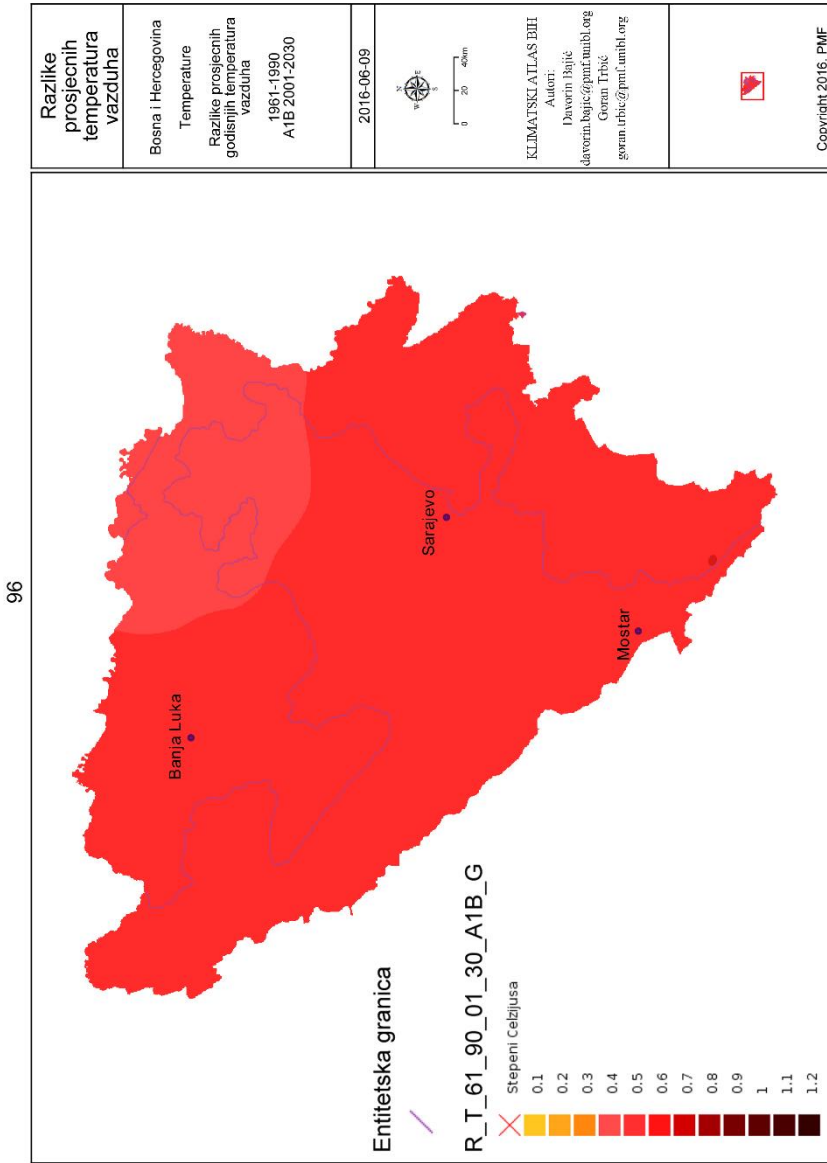 96
Razlike
prosjecnih
temperatura
vazduha
Bosna i Hercegovina
Temperature
Razlike prosjecnih
godisnjih temperatura
vazduha
1961-1990
A1B 2001-2030
2016-06-09
N
W
E
S
0 20 40km
KLIMATSKI ATLAS BIH
Autori:
Davorin Bajić
davorin.bajic@pmf.unibl.org
Goran Trbić
goran.trbic@pmf.unibl.org
Copyright 2016. PMF
Banja Luka
Sarajevo
Mostar
Entitetska granica
R_T_61_90_01_30_A1B_G
Stepeni Celzijusa
0.1
0.2
0.3
0.4
0.5
0.6
0.7
0.8
0.9
1
1.1
1.2